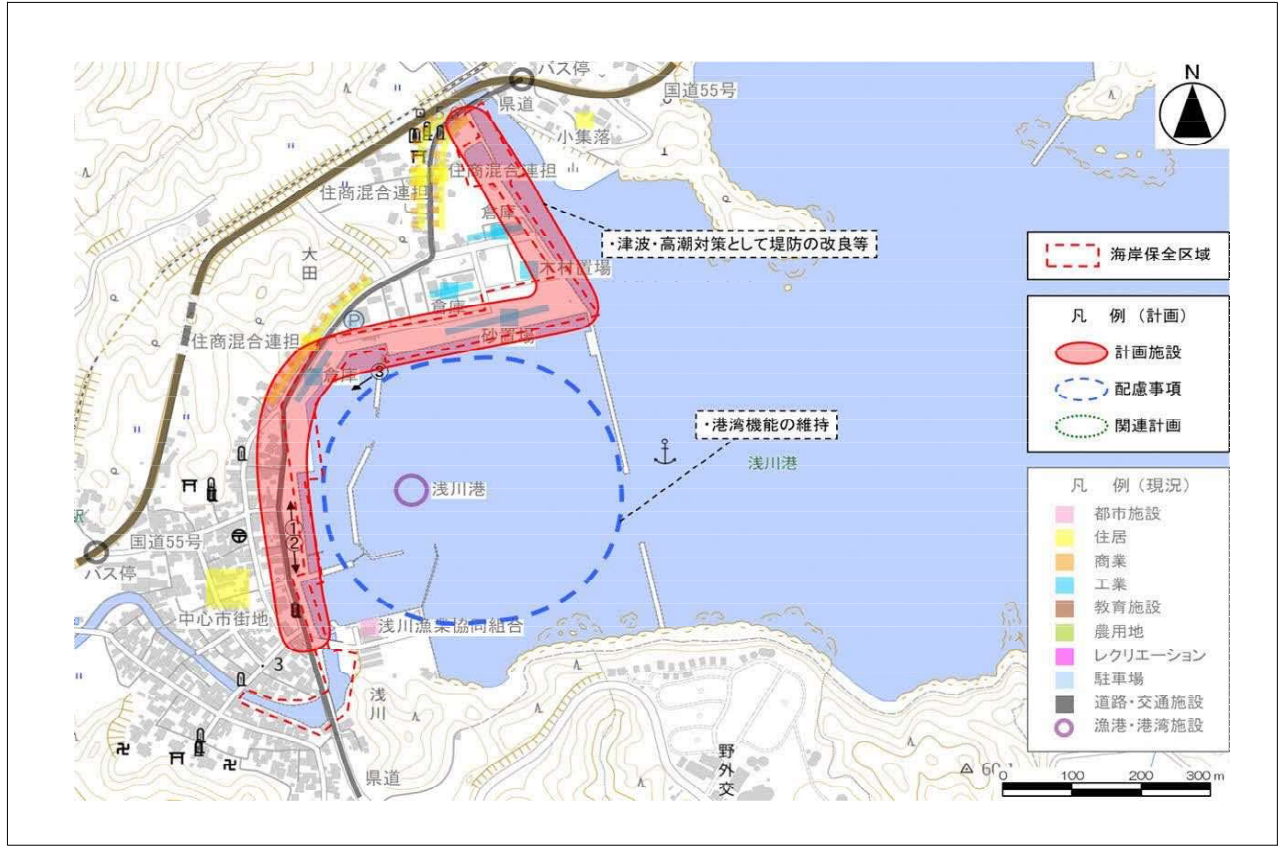 バス停
国道55号
県道
小集落
住商混合連担
住商混合連担
倉庫
・津波・高潮対策として堤防の改良等
大田
木材置場
倉庫
P
砂置場
住商混合連担
倉庫
③
・港湾機能の維持
浅川港
浅川港
①
②
国道55号
バス停
駅
中心市街地
浅川漁業協同組合
・3
浅川
県道
野外交
N
海岸保全区域
凡 例（計画）
計画施設
配慮事項
関連計画
凡 例（現況）
都市施設
住居
商業
工業
教育施設
農用地
レクリエーション
駐車場
道路・交通施設
漁港・港湾施設
0 100 200 300 m